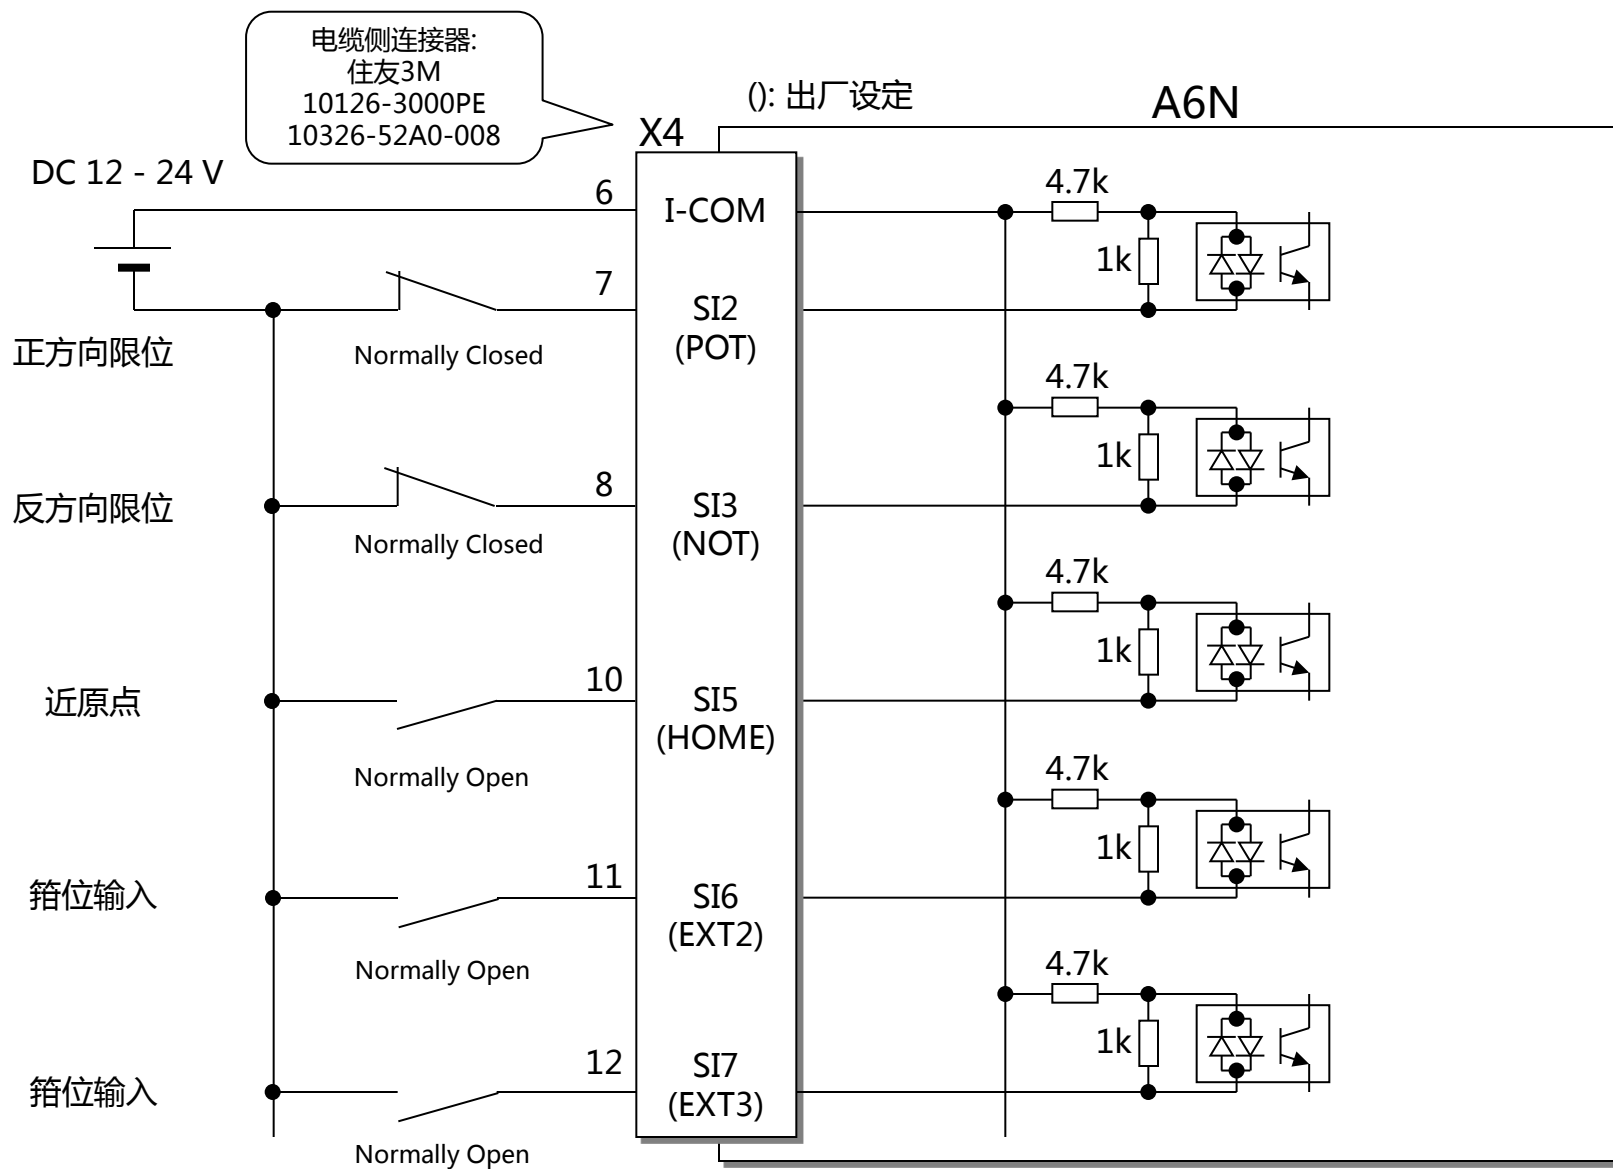 电缆侧连接器:
住友3M
10126-3000PE
10326-52A0-008
(): 出厂设定
A6N
X4
DC 12 - 24 V
6
I-COM
4.7k
1k
7
SI2
(POT)
正方向限位
Normally Closed
4.7k
1k
8
SI3
(NOT)
反方向限位
Normally Closed
4.7k
1k
10
SI5
(HOME)
近原点
Normally Open
4.7k
1k
11
SI6
(EXT2)
箝位输入
Normally Open
4.7k
1k
12
SI7
(EXT3)
箝位输入
Normally Open